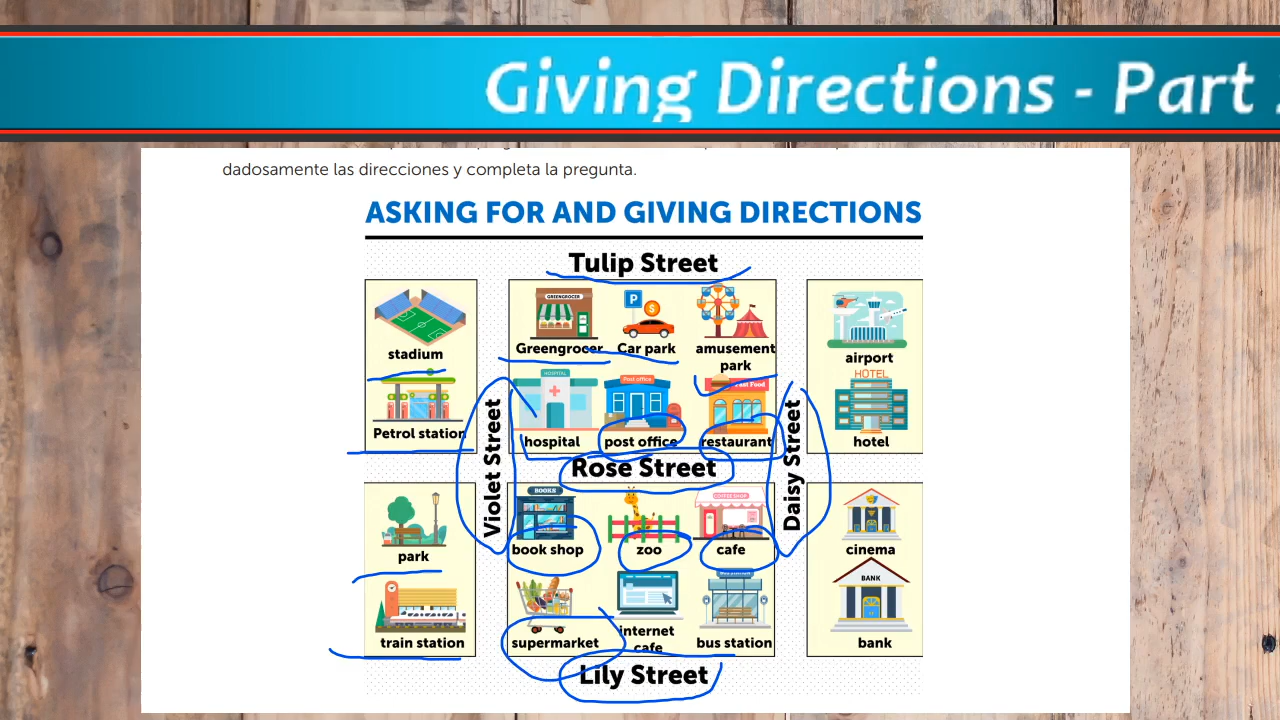 Giving Directions - Part
dadosamente las direcciones y completa la pregunta.
ASKING FOR AND GIVING DIRECTIONS
Tulip Street
stadium
Petrol station
Violet Street
GREENGROCER
Greengrocer
P
$
Car park
amusement
park
HOSPITAL
hospital
Post office
post office
restaurant
airport
HOTEL
hotel
Rose Street
Daisy Street
park
train station
BOOKS
book shop
zoo
COFFEE SHOP
cafe
supermarket
internet
cafe
bus station
cinema
BANK
bank
Lily Street